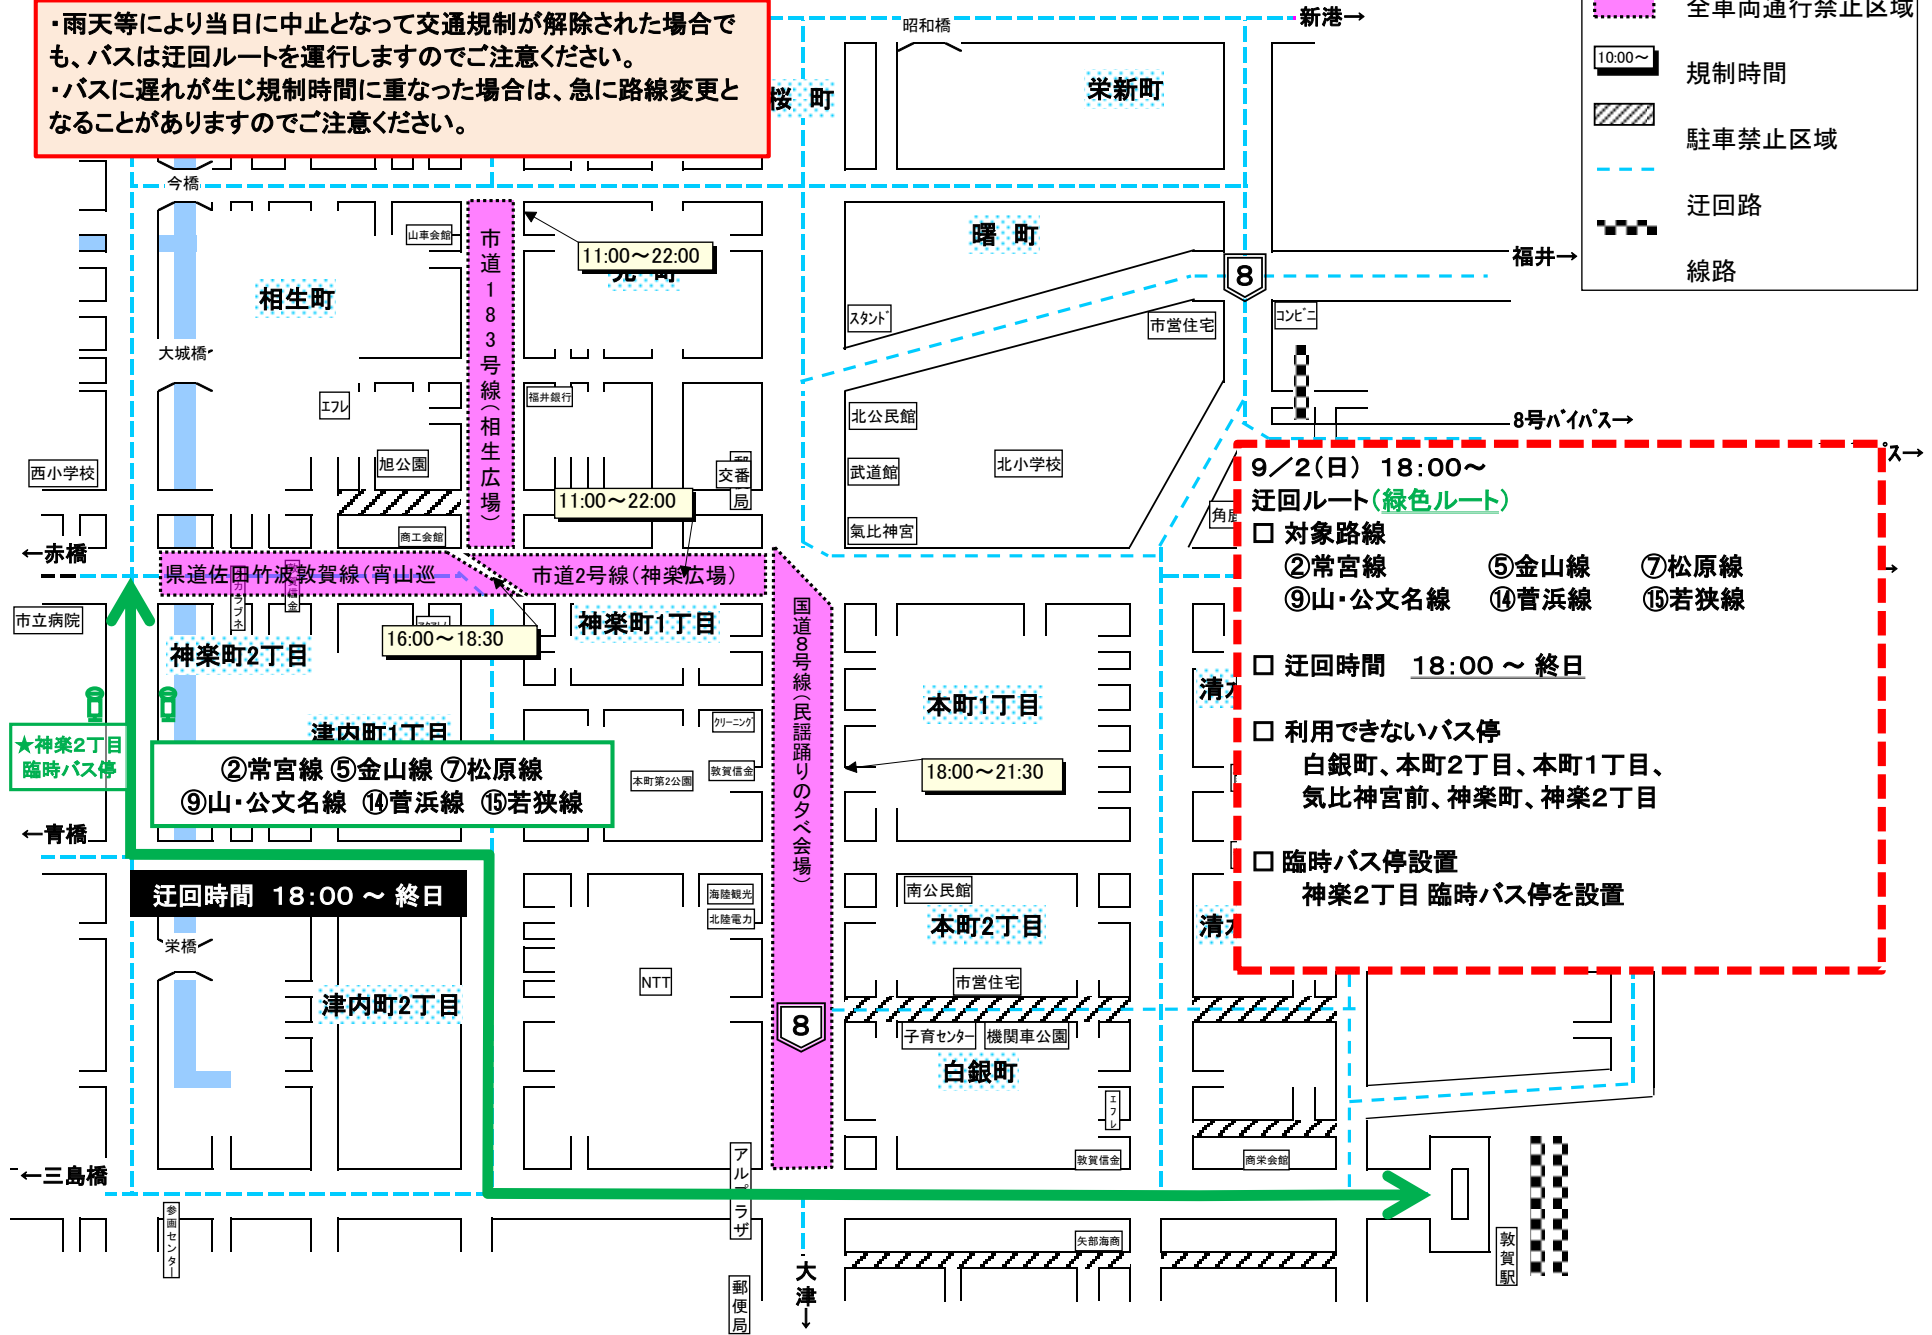 ・雨天等により当日に中止となって交通規制が解除された場合で
も、バスは迂回ルートを運行しますのでご注意ください。
・バスに遅れが生じ規制時間に重なった場合は、急に路線変更と
なることがありますのでご注意ください。
昭和橋
新港→
全車両通行禁止区域
10:00～
規制時間
駐車禁止区域
迂回路
線路
桜 町
栄新町
今橋
山車会館
市道183号線(相生広場)
11:00～22:00
曙 町
福井→
8
相生町
スタンド
市営住宅
コンビニ
大城橋
エフレ
福井銀行
北公民館
8号バイパス→
ス→
西小学校
旭公園
交番
局
武道館
北小学校
11:00～22:00
商工会館
氣比神宮
←赤橋
県道佐田竹波敦賀線(宵山巡
敦賀信金
市道2号線(神楽広場)
市立病院
神楽町2丁目
16:00～18:30
神楽町1丁目
国道8号線(民謡踊りの夕べ会場)
本町1丁目
★神楽2丁目
臨時バス停
津内町1丁目
クリーニング
本町第2公園
敦賀信金
18:00～21:30
②常宮線 ⑤金山線 ⑦松原線
⑨山・公文名線 ⑭菅浜線 ⑮若狭線
←青橋
迂回時間 18:00 ～ 終日
海陸観光
北陸電力
南公民館
本町2丁目
栄橋
NTT
市営住宅
津内町2丁目
8
子育センター
機関車公園
白銀町
エフレ
アルプラザ
敦賀信金
商栄会館
←三島橋
参画センター
矢部海商
敦賀駅
郵便局
大津→
9／2(日) 18:00～
迂回ルート(緑色ルート)
□ 対象路線
②常宮線 ⑤金山線 ⑦松原線
⑨山・公文名線 ⑭菅浜線 ⑮若狭線
□ 迂回時間 18:00 ～ 終日
□ 利用できないバス停
白銀町、本町2丁目、本町1丁目、
気比神宮前、神楽町、神楽2丁目
□ 臨時バス停設置
神楽2丁目 臨時バス停を設置